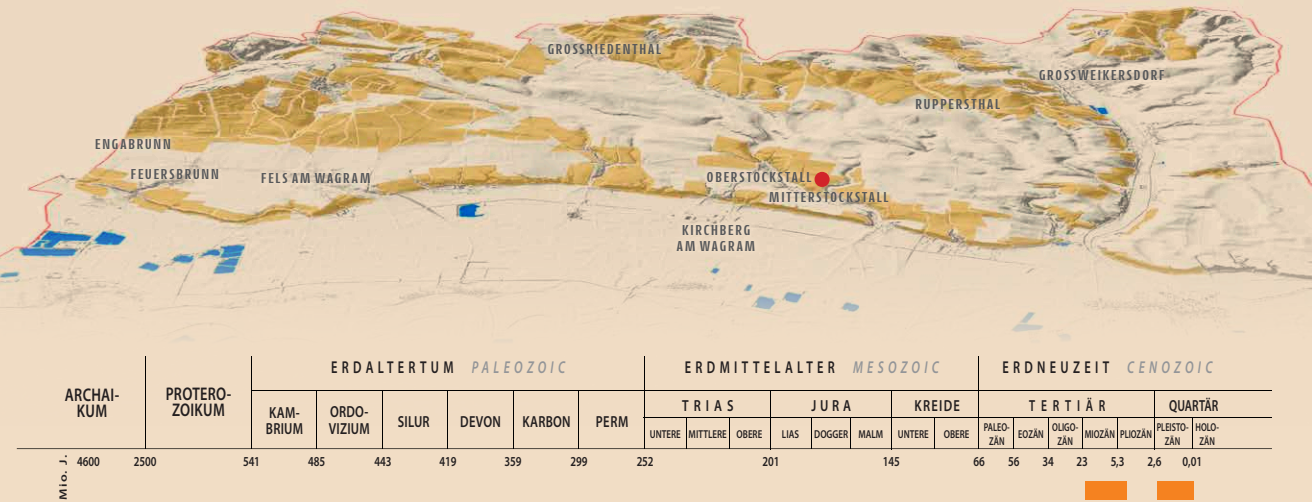 GROSSRIEDENTHAL
GROSSWEIKERSDORF
RUPPERSTHAL
ENGABRUNN
FEUERSBRUNN
FELS AM WAGRAM
OBERSTOCKSTALL
MITTERSTOCKSTALL
KIRCHBERG
AM WAGRAM
ERDALTERTUM PALEOZOIC
ERDMITTELALTER MESOZOIC
ERDNEUZEIT CENOZOIC
ARCHAI-
KUM
PROTERO-
ZOIKUM
KAM-
BRIUM
ORDO-
VIZIUM
SILUR
DEVON
KARBON
PERM
TRIAS
JURA
KREIDE
TERTIÄR
QUARTÄR
UNTERE
MITTLERE
OBERE
LIAS
DOGGER
MALM
UNTERE
OBERE
PALEO-
ZÄN
EOZÄN
OLIGO-
ZÄN
MIOZÄN
PLIOZÄN
PLEISTO-
ZÄN
HOLO-
ZÄN
Mio. J.
4600 2500 541 485 443 419 359 299 252 201 145 66 56 34 23 5,3 2,6 0,01